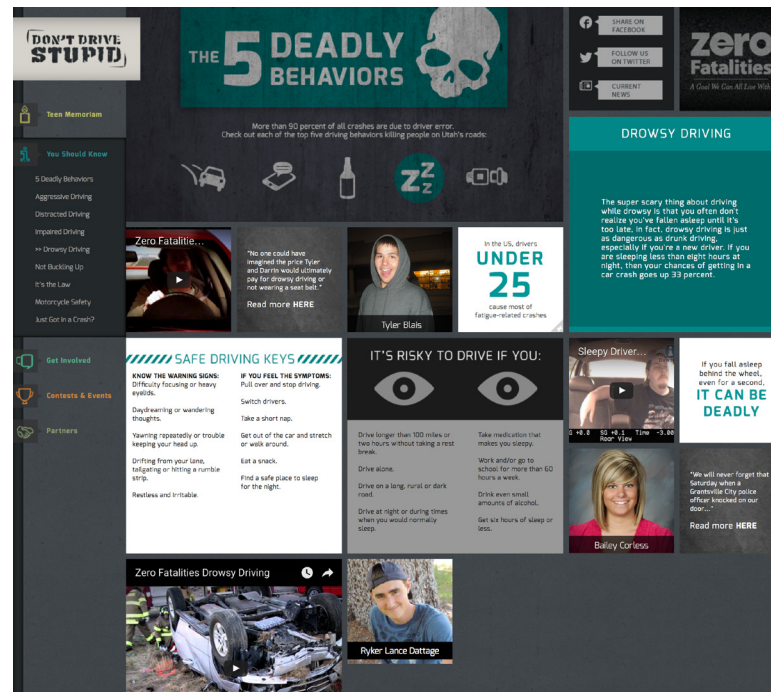 DON'T DRIVE
STUPID
Teen Memoriam
You Should Know
5 Deadly Behaviors
Aggressive Driving
Distracted Driving
Impaired Driving
>> Drowsy Driving
Not Buckling Up
It's the Law
Motorcycle Safety
Just Got in a Crash?
Get Involved
Contests & Events
Partners
THE 5 DEADLY
BEHAVIORS
More than 90 percent of all crashes are due to driver error.
Check out each of the top five driving behaviors killing people on Utah's roads:
ZZZ
SHARE ON
FACEBOOK
FOLLOW US
ON TWITTER
CURRENT
NEWS
zero
Fatalities
A Goal We Can All Live With
DROWSY DRIVING
The super scary thing about driving
while drowsy is that you often don't
realize you've fallen asleep until it's
too late, in fact, drowsy driving is just
as dangerous as drunk driving,
especially if you're a new driver. If you
are sleeping less than eight hours at
night, then your chances of getting in a
car crash goes up 33 percent.
Zero Fatalitie...
"No one could have
imagined the price Tyler
and Darrin would ultimately
pay for drowsy driving or
not wearing a seat belt."
Read more HERE
Tyler Blais
In the US, drivers
UNDER
25
cause most of
fatigue-related crashes
SAFE DRIVING KEYS
KNOW THE WARNING SIGNS:
Difficulty focusing or heavy
eyelids.
Daydreaming or wandering
thoughts.
Yawning repeatedly or trouble
keeping your head up.
Drifting from your lane,
tailgating or hitting a rumble
strip.
Restless and irritable.
IF YOU FEEL THE SYMPTOMS:
Pull over and stop driving.
Switch drivers.
Take a short nap.
Get out of the car and stretch
or walk around.
Eat a snack.
Find a safe place to sleep
for the night.
IT'S RISKY TO DRIVE IF YOU:
Drive longer than 100 miles or
two hours without taking a rest
break.
Drive alone.
Drive on a long, rural or dark
road.
Drive at night or during times
when you would normally
sleep.
Take medication that
makes you sleepy.
Work and/or go to
school for more than 60
hours a week.
Drink even small
amounts of alcohol.
Get six hours of sleep or
less.
Sleepy Driver...
G +0.0 SG +0.1 Time -3.00
Rear View
If you fall asleep
behind the wheel,
even for a second,
IT CAN BE
DEADLY
Bailey Corless
"We will never forget that
Saturday when a
Grantsville City police
officer knocked on our
door..."
Read more HERE
Zero Fatalities Drowsy Driving
Ryker Lance Dattage